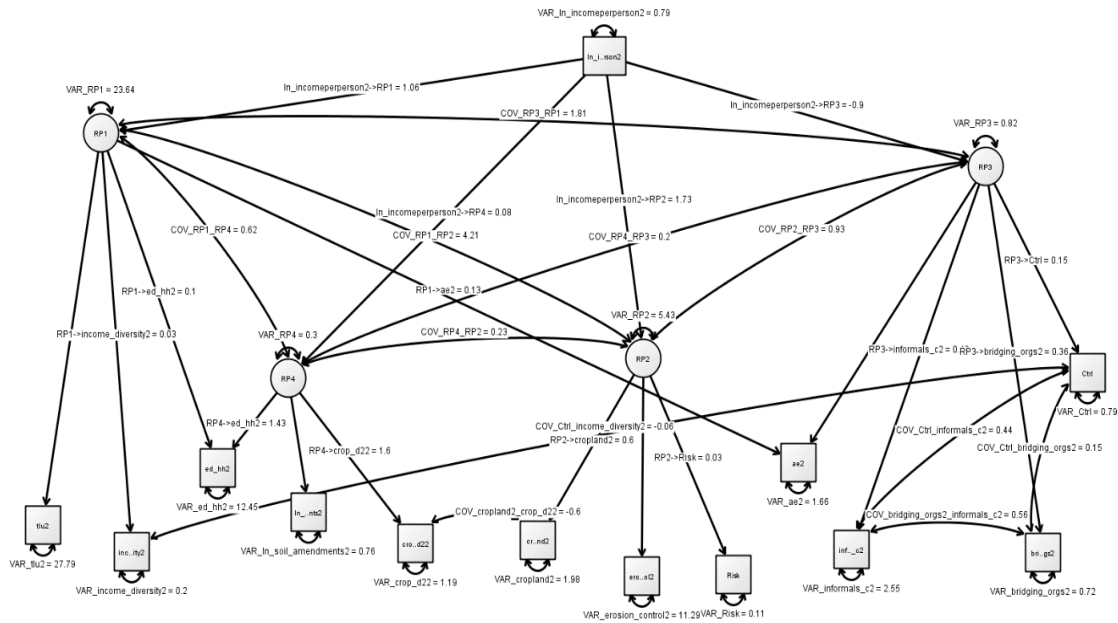 VAR_ln_incomeperperson2 = 0.79
ln_i..rson2
VAR_RP1 = 23.64
ln_incomeperperson2->RP1 = 1.06
ln_incomeperperson2->RP3 = -0.9
COV_RP3_RP1 = 1.81
VAR_RP3 = 0.82
RP1
RP3
ln_incomeperperson2->RP2 = 1.73
ln_incomeperperson2->RP4 = 0.08
COV_RP1_RP4 = 0.62
COV_RP1_RP2 = 4.21
COV_RP4_RP3 = 0.2
COV_RP2_RP3 = 0.93
RP3->Ctrl = 0.15
RP1->ed_hh2 = 0.1
RP1->ae2 = 0.13
RP1->income_diversity2 = 0.03
VAR_RP4 = 0.3
COV_RP4_RP2 = 0.23
VAR_RP2 = 5.43
RP3->informals_c2 =
RP3->bridging_orgs2 = 0.36
RP2
RP4
Ctrl
VAR_Ctrl = 0.79
RP4->ed_hh2 = 1.43
COV_Ctrl_income_diversity2 = -0.06
COV_Ctrl_informals_c2 = 0.44
RP2->cropland2 = 0.6
RP4->crop_d22 = 1.6
RP2->Risk = 0.03
COV_Ctrl_bridging_orgs2 = 0.15
ed_hh2
ae2
VAR_ed_hh2 = 12.45
VAR_ae2 = 1.66
ln_...nts2
COV_cropland2_crop_d22 = -0.6
COV_bridging_orgs2_informals_c2 = 0.56
tlu2
inc..ity2
VAR_ln_soil_amendments2 = 0.76
cro..d22
cr..nd2
inf.._c2
bri..gs2
VAR_tlu2 = 27.79
ero..ol2
Risk
VAR_income_diversity2 = 0.2
VAR_crop_d22 = 1.19
VAR_cropland2 = 1.98
VAR_informals_c2 = 2.55
VAR_bridging_orgs2 = 0.72
VAR_erosion_control2 = 11.29
VAR_Risk = 0.11